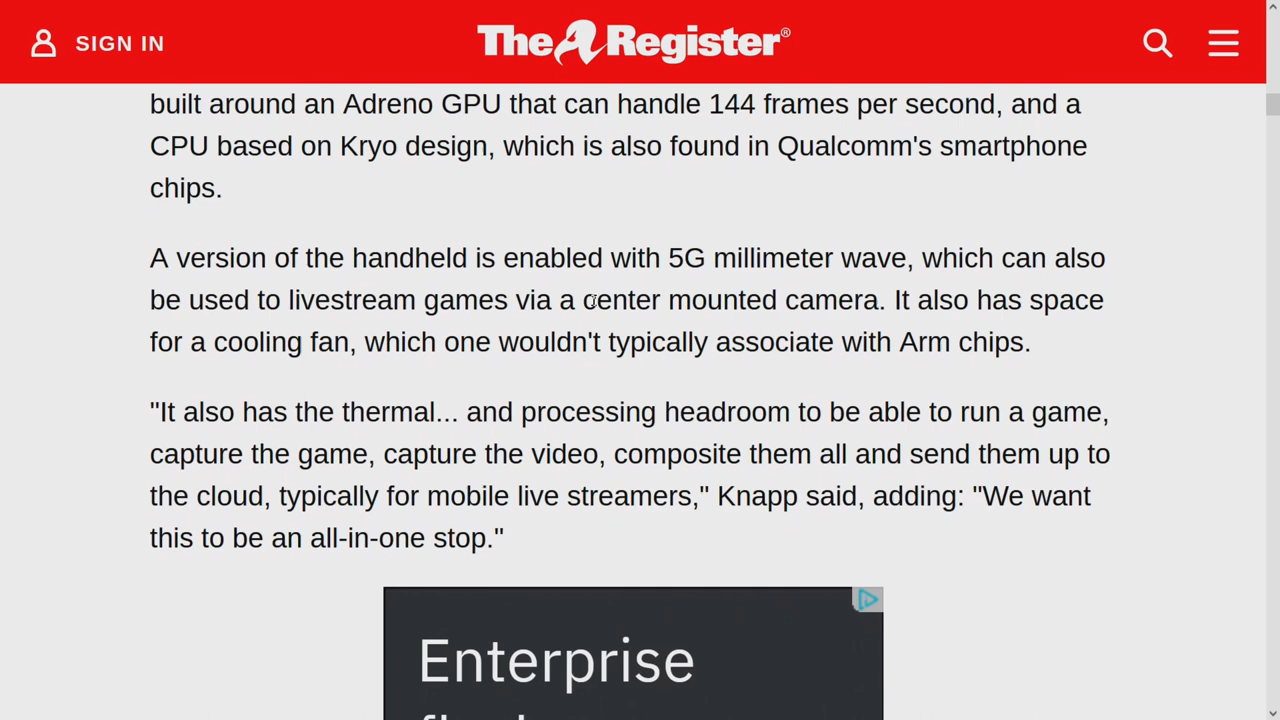 SIGN IN
The Register®
built around an Adreno GPU that can handle 144 frames per second, and a
CPU based on Kryo design, which is also found in Qualcomm's smartphone
chips.
A version of the handheld is enabled with 5G millimeter wave, which can also
be used to livestream games via a center mounted camera. It also has space
for a cooling fan, which one wouldn't typically associate with Arm chips.
"It also has the thermal... and processing headroom to be able to run a game,
capture the game, capture the video, composite them all and send them up to
the cloud, typically for mobile live streamers," Knapp said, adding: "We want
this to be an all-in-one stop."
Enterprise